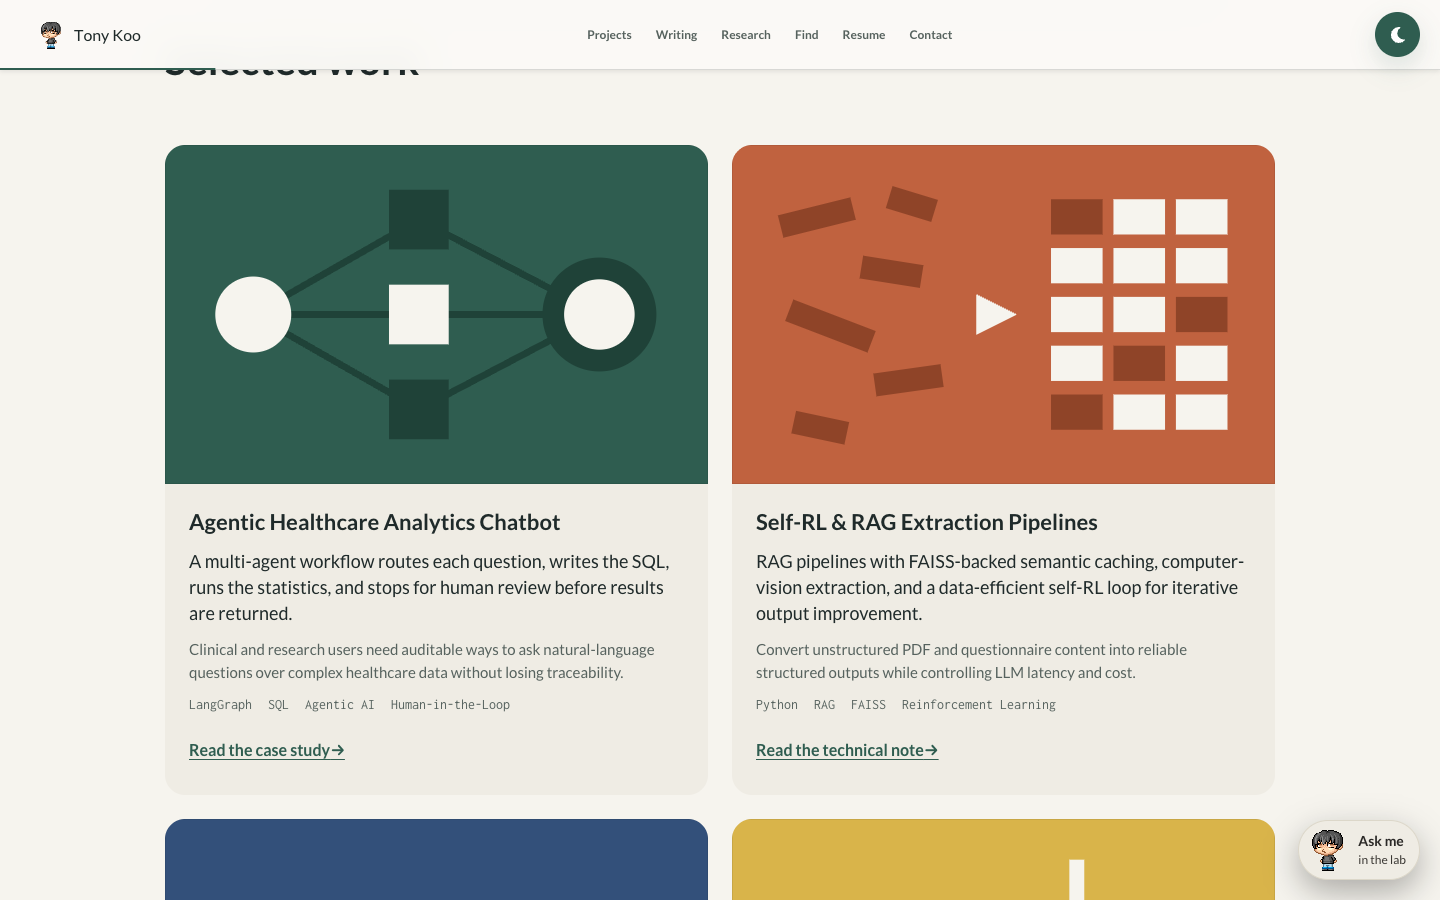 Tony Koo
Projects Writing Research Find Resume Contact
Selected work
Agentic Healthcare Analytics Chatbot
A multi-agent workflow routes each question, writes the SQL,
runs the statistics, and stops for human review before results
are returned.
Clinical and research users need auditable ways to ask natural-language
questions over complex healthcare data without losing traceability.
LangGraph SQL Agentic AI Human-in-the-Loop
Read the case study→
Self-RL & RAG Extraction Pipelines
RAG pipelines with FAISS-backed semantic caching, computer-
vision extraction, and a data-efficient self-RL loop for iterative
output improvement.
Convert unstructured PDF and questionnaire content into reliable
structured outputs while controlling LLM latency and cost.
Python RAG FAISS Reinforcement Learning
Read the technical note→
Ask me
in the lab